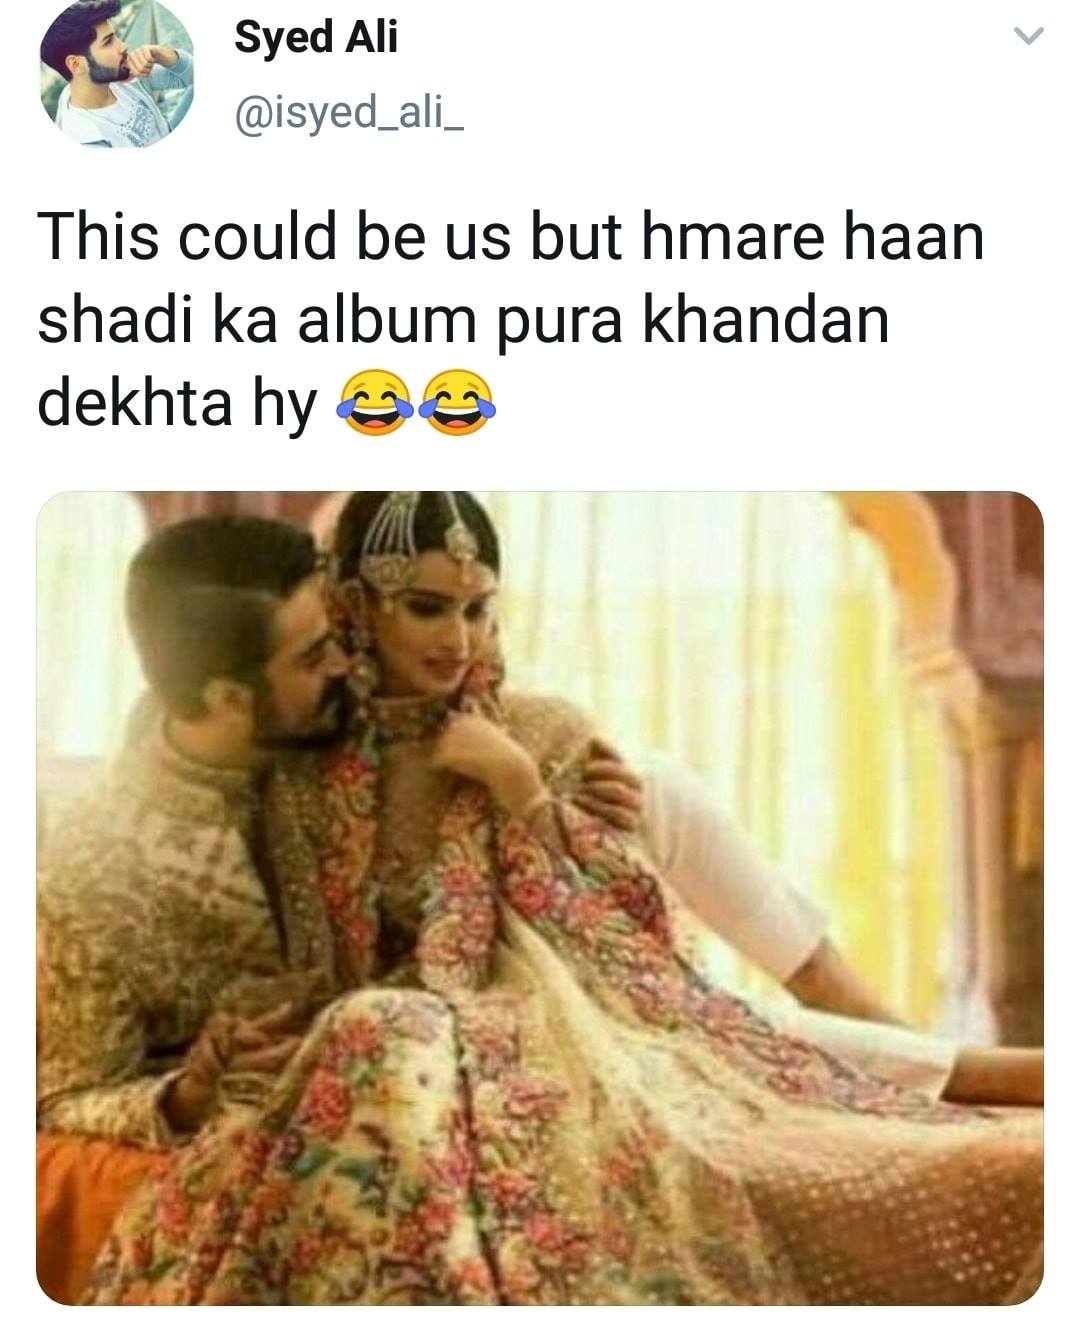 Syed Ali
@isyed_ali_
This could be us but hmare haan
shadi ka album pura khandan
dekhta hy 😂😂